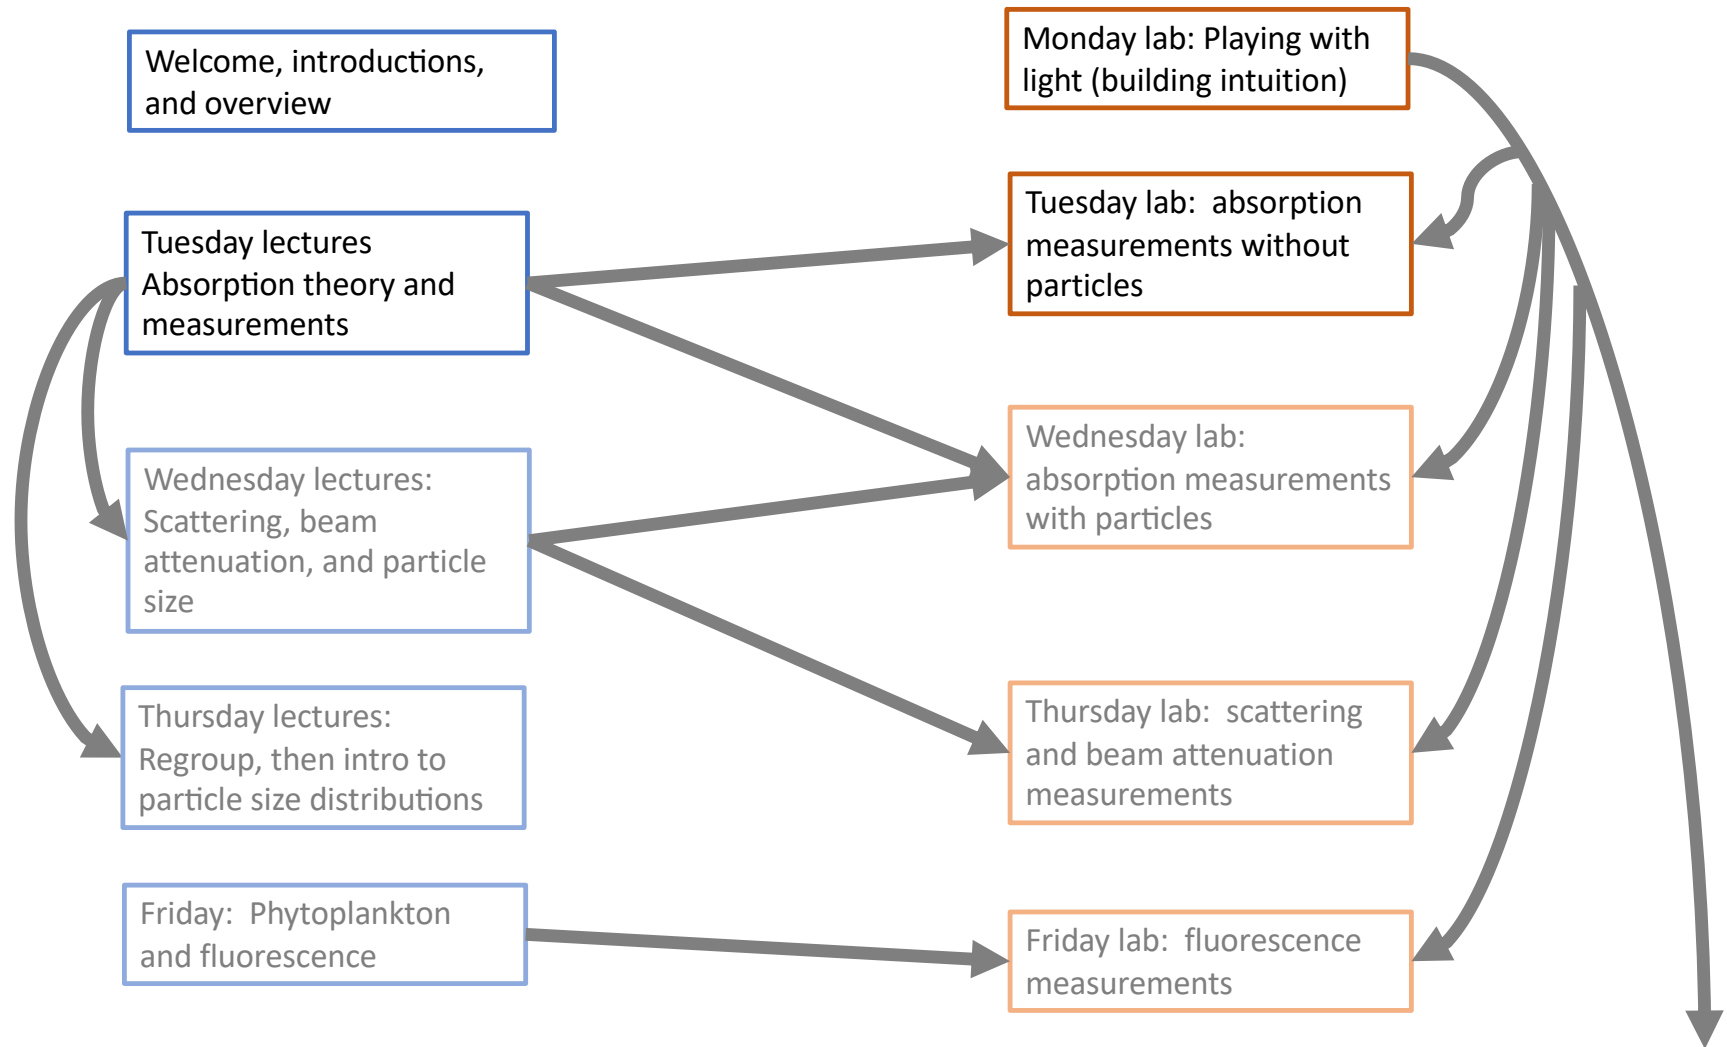 Welcome, introductions,
and overview
Monday lab: Playing with
light (building intuition)
Tuesday lectures
Absorption theory and
measurements
Tuesday lab:  absorption
measurements without
particles
Wednesday lectures:
Scattering, beam
attenuation, and particle
size
Wednesday lab:
absorption measurements
with particles
Thursday lectures:
Regroup, then intro to
particle size distributions
Thursday lab:  scattering
and beam attenuation
measurements
Friday:  Phytoplankton
and fluorescence
Friday lab:  fluorescence
measurements